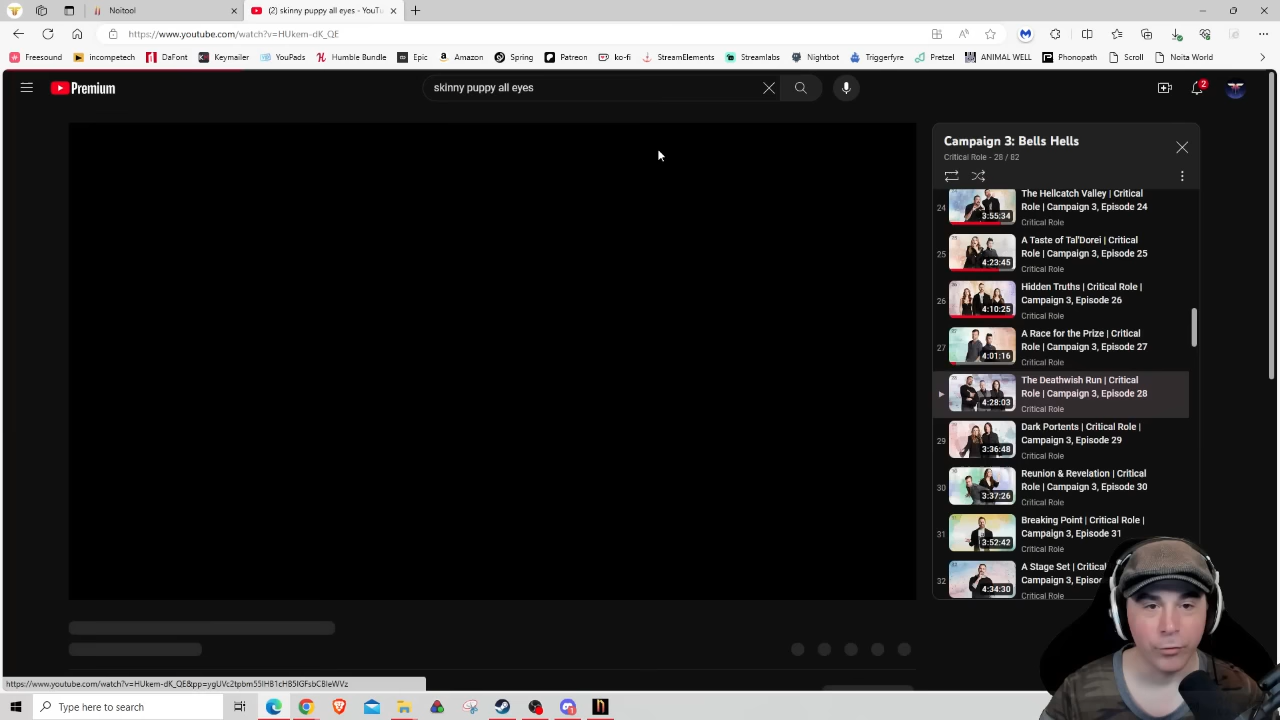 Noitool
(2) skinny puppy all eyes - YouTu
https://www.youtube.com/watch?v=HUkem-dK_QE
Freesound
incompetech
DaFont
Keymailer
YouPads
Humble Bundle
Epic
Amazon
Spring
Patreon
ko-fi
StreamElements
Streamlabs
Nightbot
Triggerfyre
Pretzel
ANIMAL WELL
Phonopath
Scroll
Noita World
Premium
skinny puppy all eyes
2
Campaign 3: Bells Hells
Critical Role - 28 / 82
24
3:55:34
The Hellcatch Valley | Critical
Role | Campaign 3, Episode 24
Critical Role
25
4:23:45
A Taste of Tal'Dorei | Critical
Role | Campaign 3, Episode 25
Critical Role
26
4:10:25
Hidden Truths | Critical Role |
Campaign 3, Episode 26
Critical Role
27
4:01:16
A Race for the Prize | Critical
Role | Campaign 3, Episode 27
Critical Role
4:28:03
The Deathwish Run | Critical
Role | Campaign 3, Episode 28
Critical Role
29
3:36:48
Dark Portents | Critical Role |
Campaign 3, Episode 29
Critical Role
30
3:37:26
Reunion & Revelation | Critical
Role | Campaign 3, Episode 30
Critical Role
31
3:52:42
Breaking Point | Critical Role |
Campaign 3, Episode 31
Critical Role
32
4:34:30
A Stage Set | Critical
Campaign 3, Episo
Critical Role
Type here to search